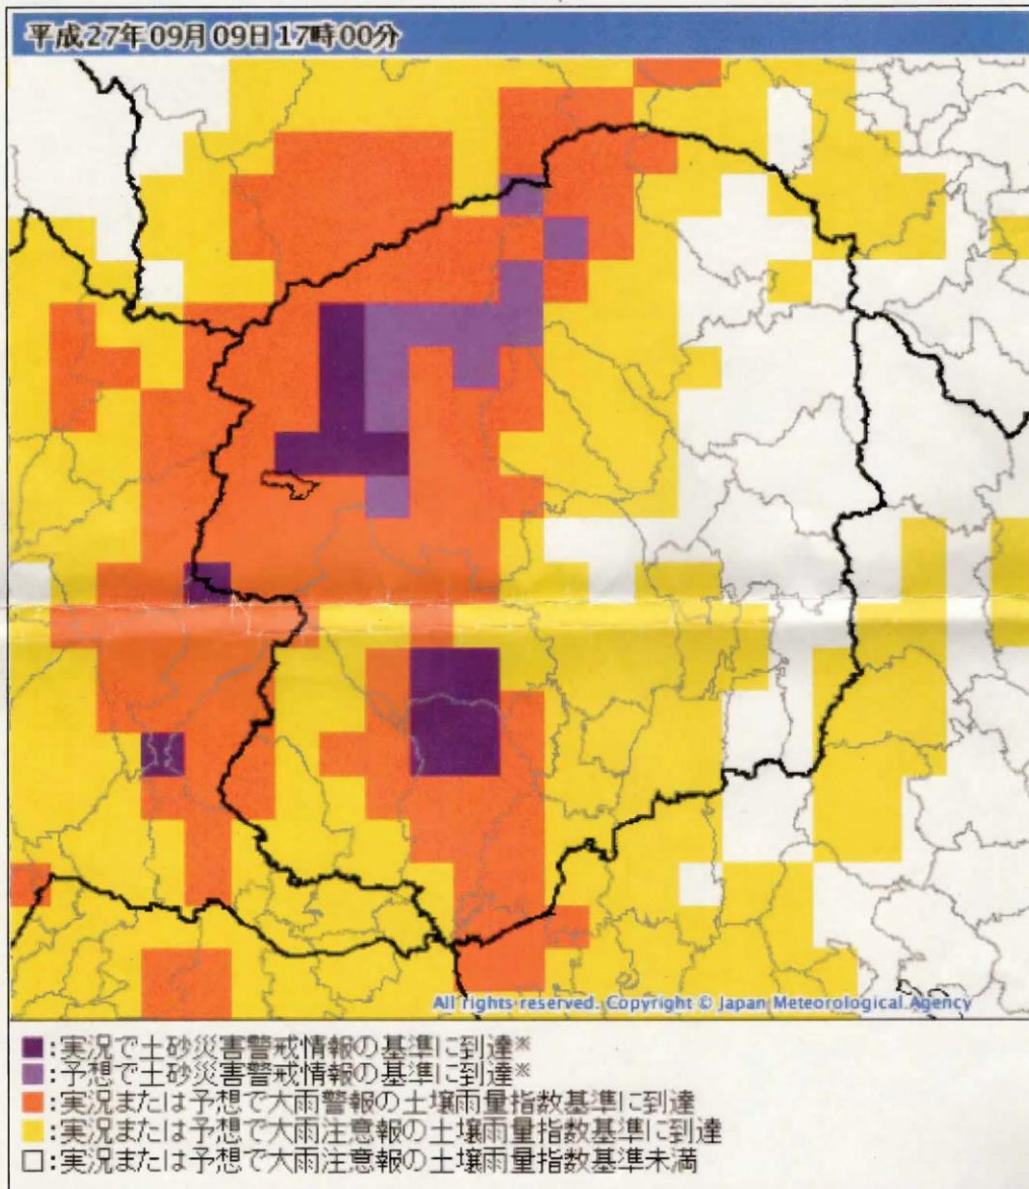 平成27年09月09日17時00分
All rights reserved. Copyright © Japan Meteorological Agency
■:実況で土砂災害警戒情報の基準に到達※
■:予想で土砂災害警戒情報の基準に到達※
■:実況または予想で大雨警報の土壌雨量指数基準に到達
■:実況または予想で大雨注意報の土壌雨量指数基準に到達
□:実況または予想で大雨注意報の土壌雨量指数基準未満